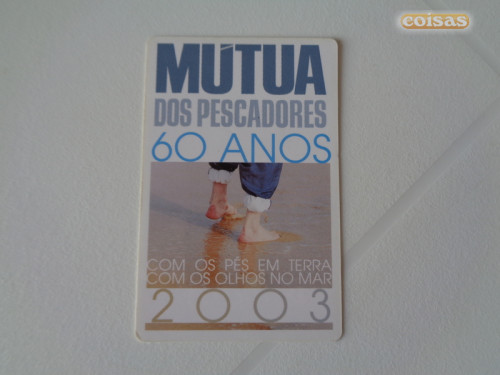 coisas
MÚTUA
DOS PESCADORES
60 ANOS
COM OS PÉS EM TERRA
COM OS OLHOS NO MAR
2003